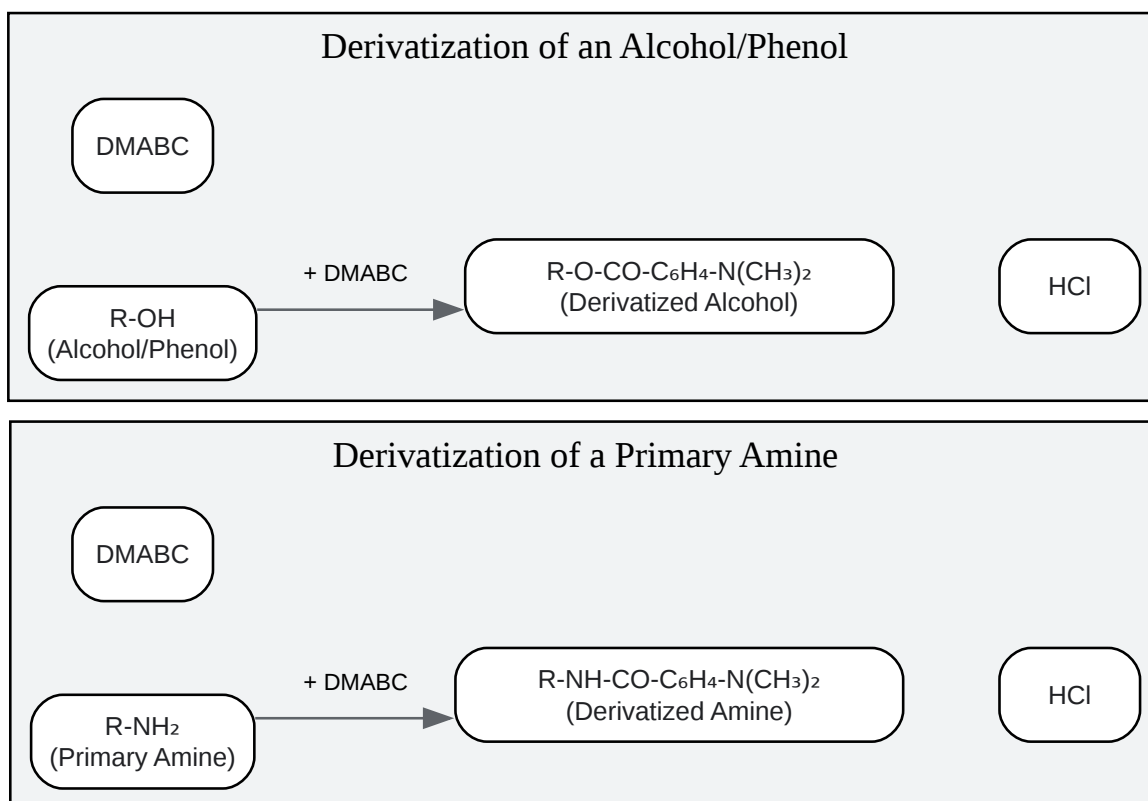 Derivatization of an Alcohol/Phenol
DMABC
+ DMABC
R-OH
(Alcohol/Phenol)
R-O-CO-C₆H₄-N(CH₃)₂
(Derivatized Alcohol)
HCl
Derivatization of a Primary Amine
DMABC
+ DMABC
R-NH₂
(Primary Amine)
R-NH-CO-C₆H₄-N(CH₃)₂
(Derivatized Amine)
HCl